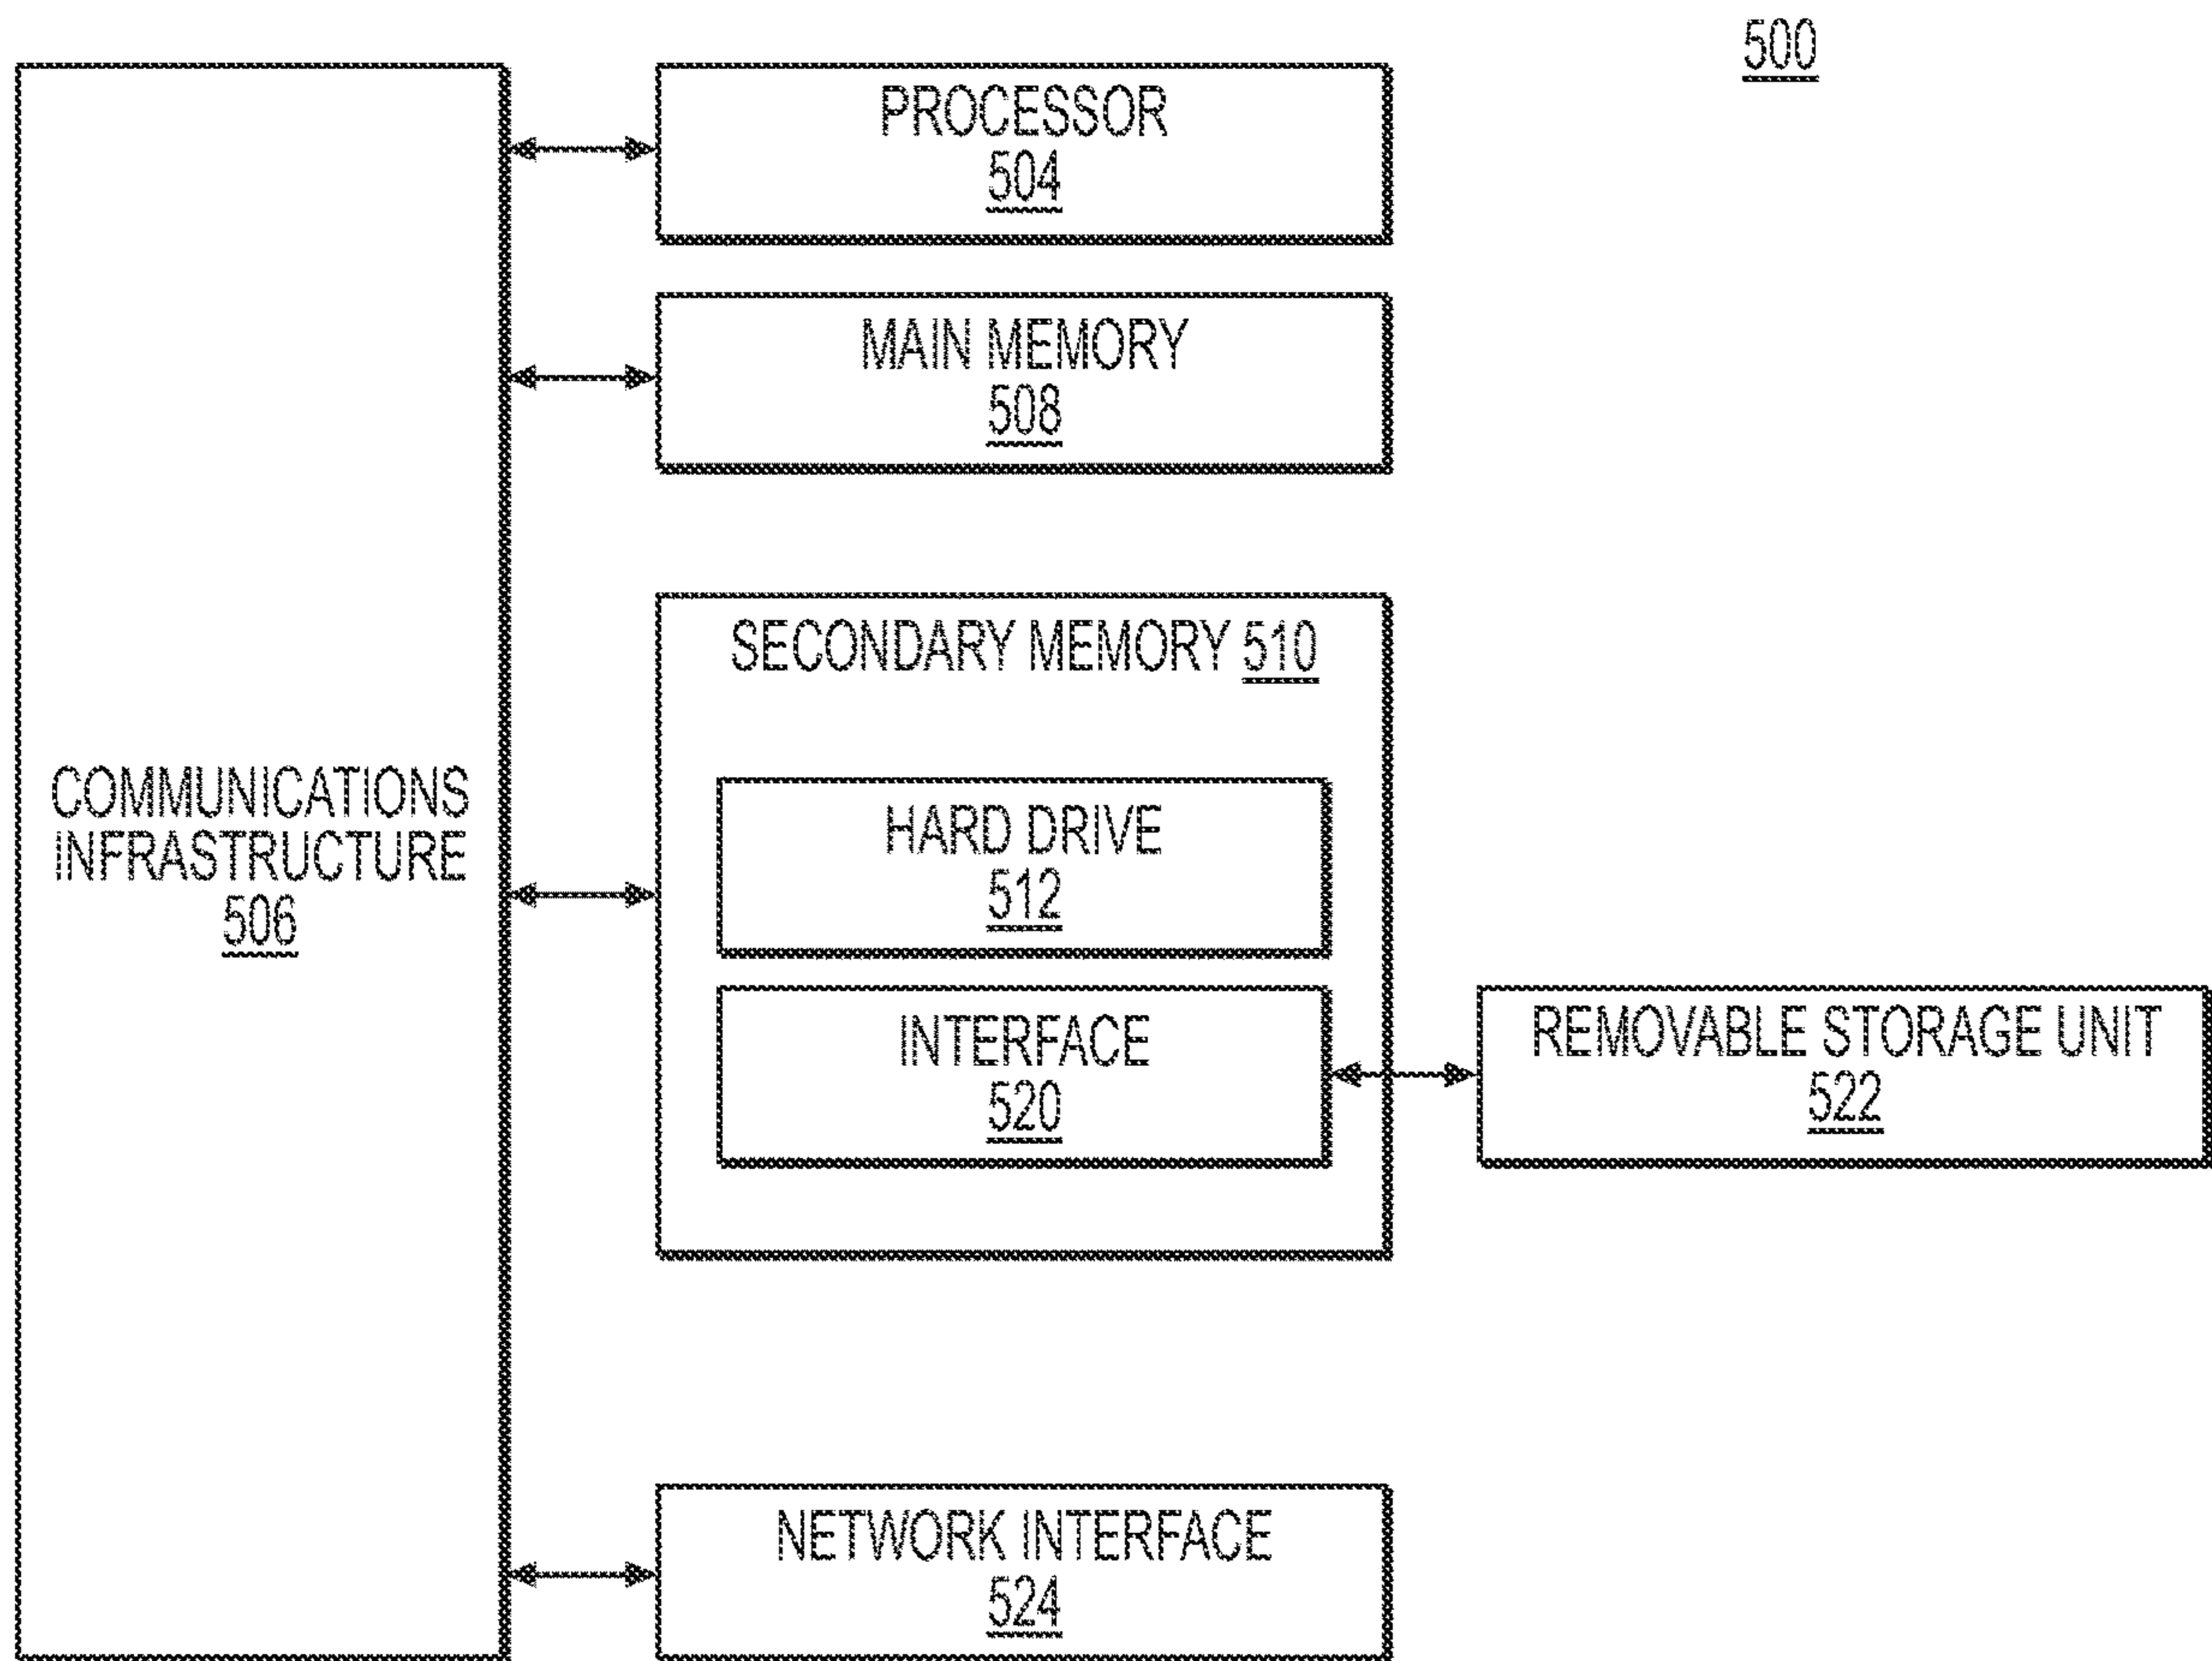 500
PROCESSOR
504
MAIN MEMORY
508
SECONDARY MEMORY 510
COMMUNICATIONS
INFRASTRUCTURE
506
HARD DRIVE
512
INTERFACE
520
REMOVABLE STORAGE UNIT
522
NETWORK INTERFACE
524